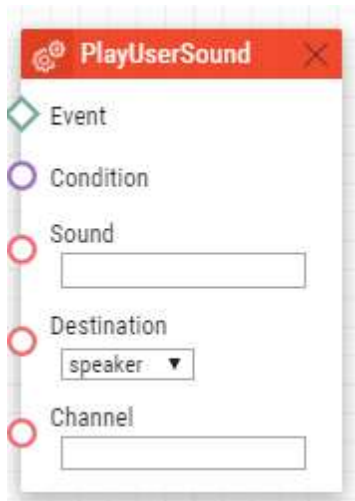 PlayUserSound
Event
Condition
Sound
Destination
speaker
Channel